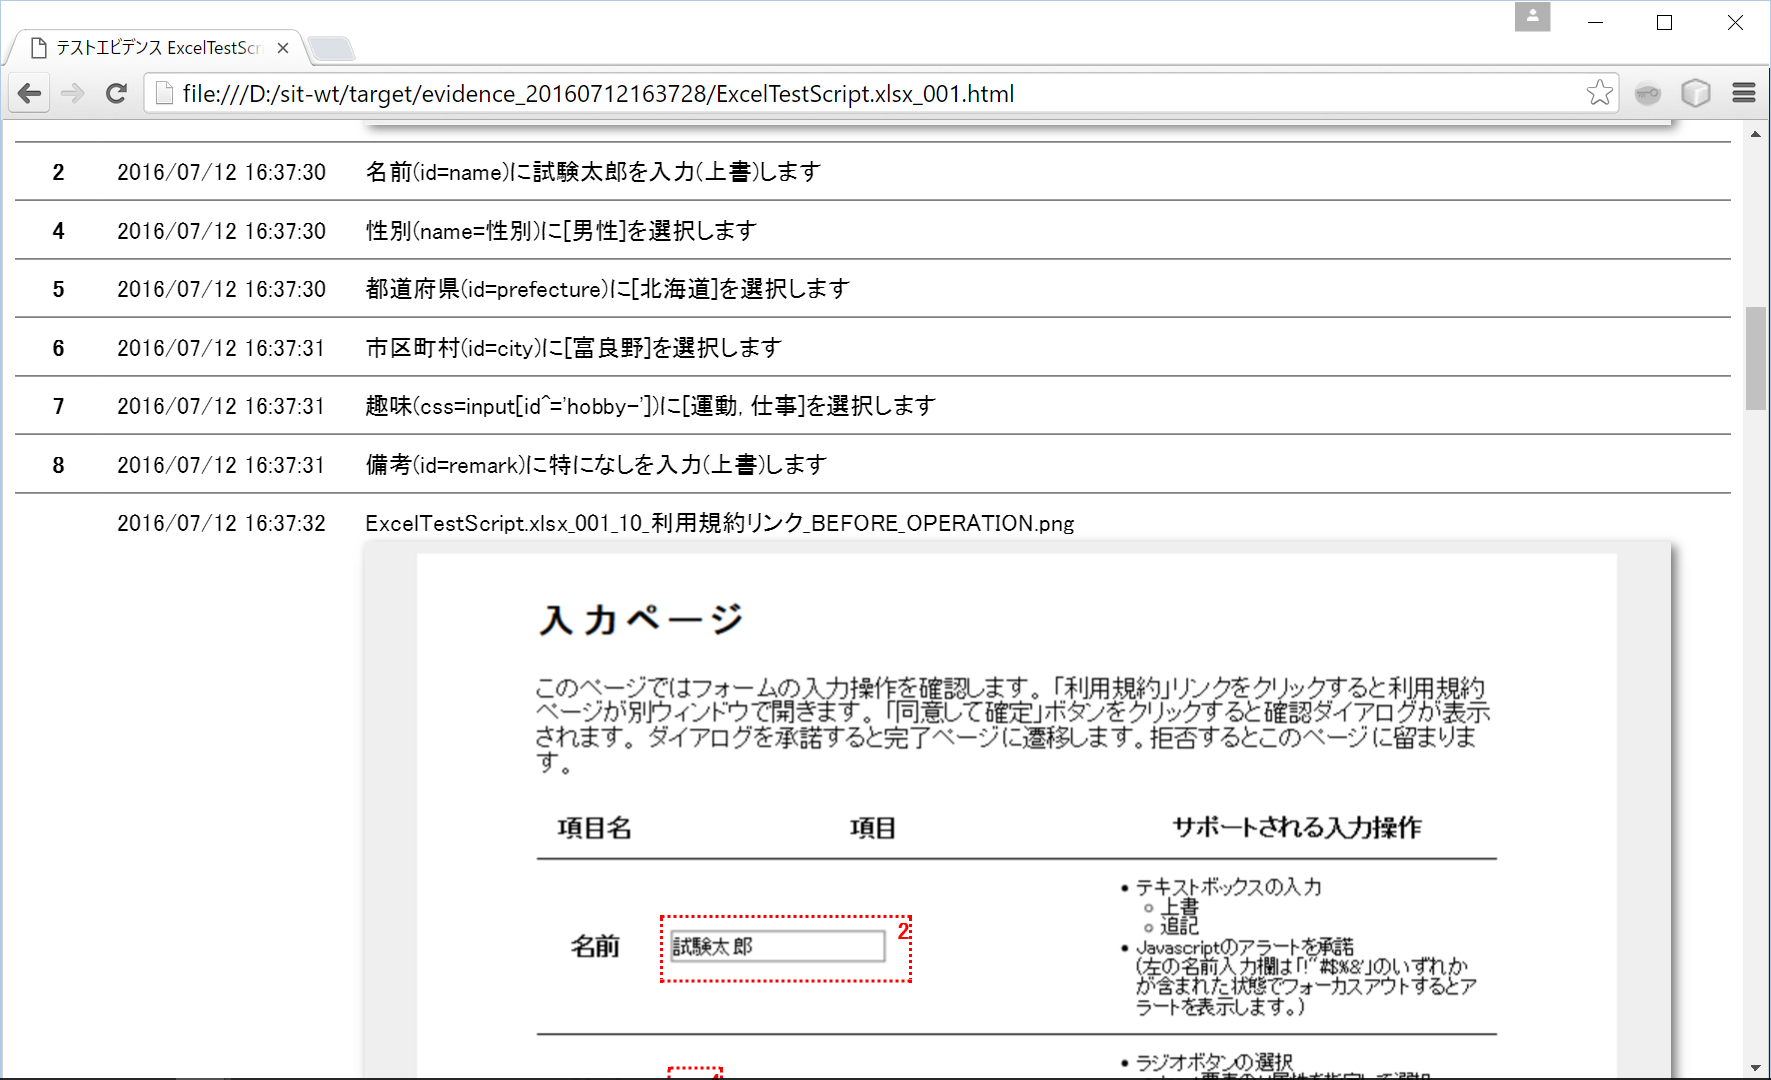 テストエビデンス ExcelTestScr
file:///D:/sit-wt/target/evidence_20160712163728/ExcelTestScript.xlsx_001.html
2 2016/07/12 16:37:30 名前(id=name)に試験太郎を入力(上書)します
4 2016/07/12 16:37:30 性別(name=性別)に[男性]を選択します
5 2016/07/12 16:37:30 都道府県(id=prefecture)に[北海道]を選択します
6 2016/07/12 16:37:31 市区町村(id=city)に[富良野]を選択します
7 2016/07/12 16:37:31 趣味(css=input[id^='hobby-'])に[運動, 仕事]を選択します
8 2016/07/12 16:37:31 備考(id=remark)に特になしを入力(上書)します
2016/07/12 16:37:32 ExcelTestScript.xlsx_001_10_利用規約リンク_BEFORE_OPERATION.png
入力ページ
このページではフォームの入力操作を確認します。「利用規約」リンクをクリックすると利用規約
ページが別ウィンドウで開きます。「同意して確定」ボタンをクリックすると確認ダイアログが表示
されます。 ダイアログを承諾すると完了ページに遷移します。拒否するとこのページに留まりま
す。
項目名 項目 サポートされる入力操作
• テキストボックスの入力
○ 上書
○ 追記
名前 試験太郎 2
• Javascriptのアラートを承諾
(左の名前入力欄は「!"#$%&'」のいずれか
が含まれた状態でフォーカスアウトするとア
ラートを表示します。)
• ラジオボタンの選択